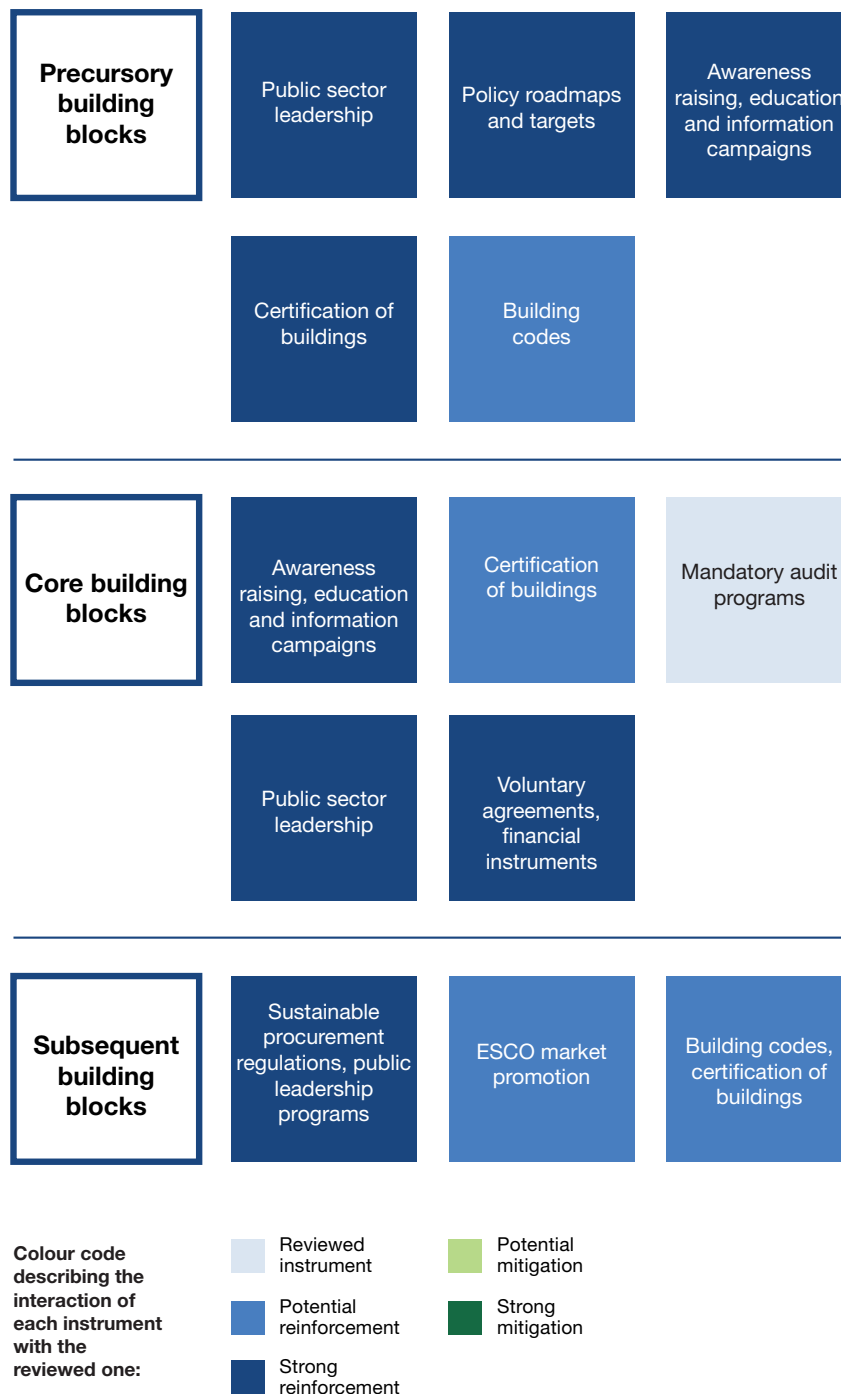 Precursory
building
blocks
Public sector
leadership
Policy roadmaps
and targets
Awareness
raising, education
and information
campaigns
Certification of
buildings
Building
codes
Core building
blocks
Awareness
raising, education
and information
campaigns
Certification
of buildings
Mandatory audit
programs
Public sector
leadership
Voluntary
agreements,
financial
instruments
Subsequent
building
blocks
Sustainable
procurement
regulations, public
leadership
programs
ESCO market
promotion
Building codes,
certification of
buildings
Colour code
describing the
interaction of
each instrument
with the
reviewed one:
Reviewed
instrument
Potential
reinforcement
Strong
reinforcement
Potential
mitigation
Strong
mitigation